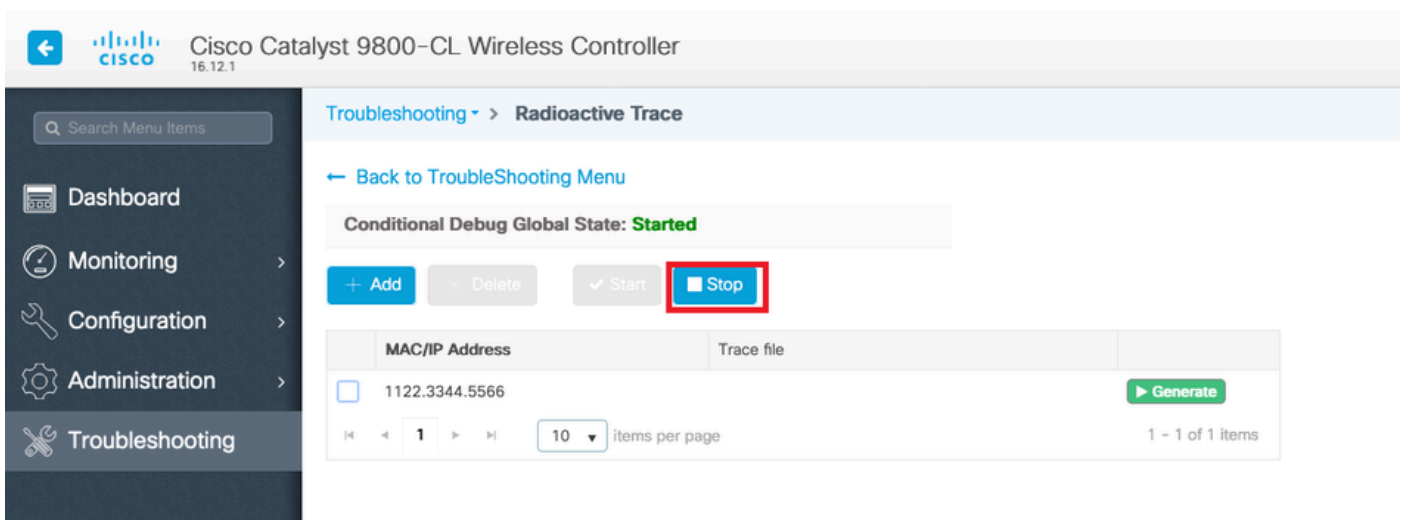 CISCO
Cisco Catalyst 9800-CL Wireless Controller
16.12.1
Search Menu Items
Dashboard
Monitoring
Configuration
Administration
Troubleshooting
Troubleshooting > Radioactive Trace
← Back to TroubleShooting Menu
Conditional Debug Global State: Started
+ Add × Delete ✓ Start Stop
MAC/IP Address Trace file
1122.3344.5566 Generate
1 10 items per page 1 - 1 of 1 items